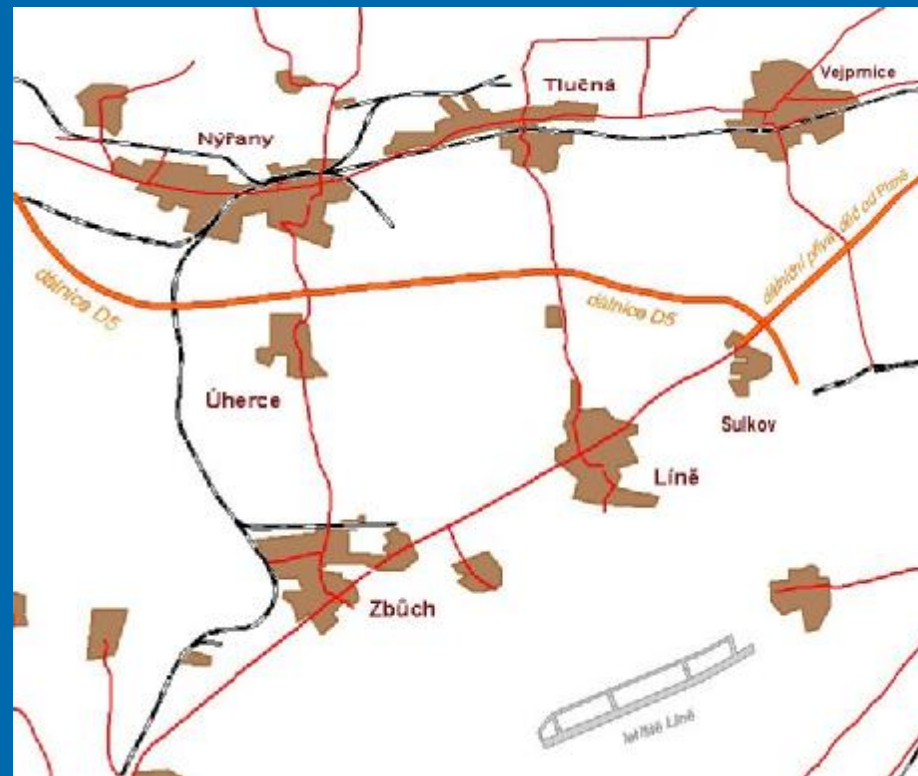 Vejprnice
Tlučná
Nýřany
dálniční přivaděč od Plzně
dálnice D5
dálnice D5
Úherce
Sulkov
Líně
Zbůch
letiště Líně